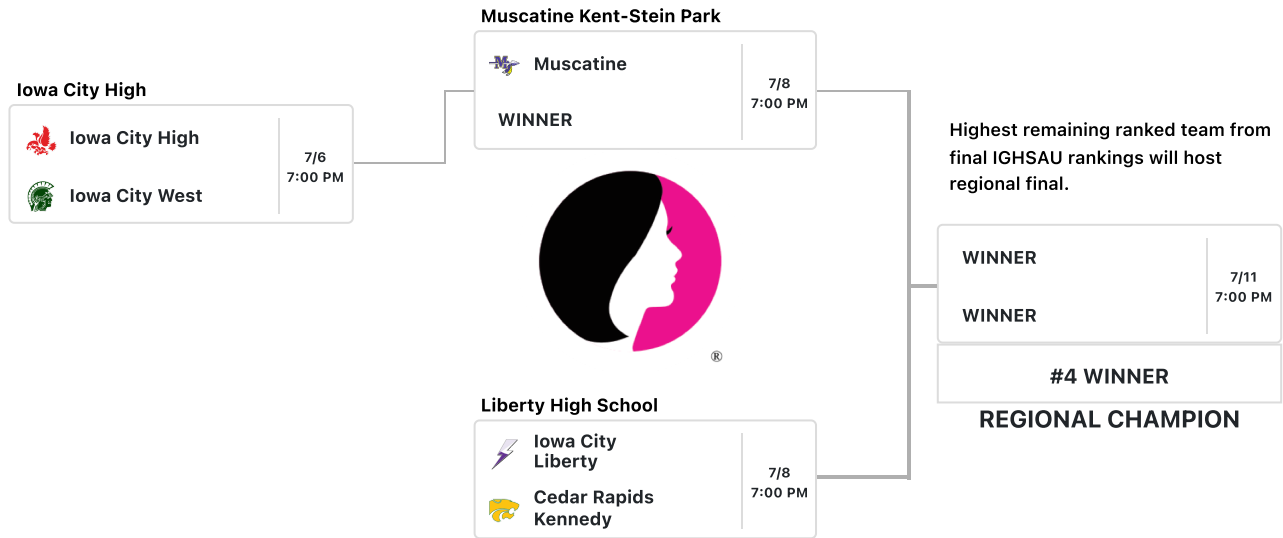 Muscatine Kent-Stein Park
Muscatine
WINNER
7/8
7:00 PM
Iowa City High
Iowa City High
Iowa City West
7/6
7:00 PM
Highest remaining ranked team from
final IGHSAU rankings will host
regional final.
WINNER
WINNER
7/11
7:00 PM
#4 WINNER
REGIONAL CHAMPION
®
Liberty High School
Iowa City
Liberty
Cedar Rapids
Kennedy
7/8
7:00 PM